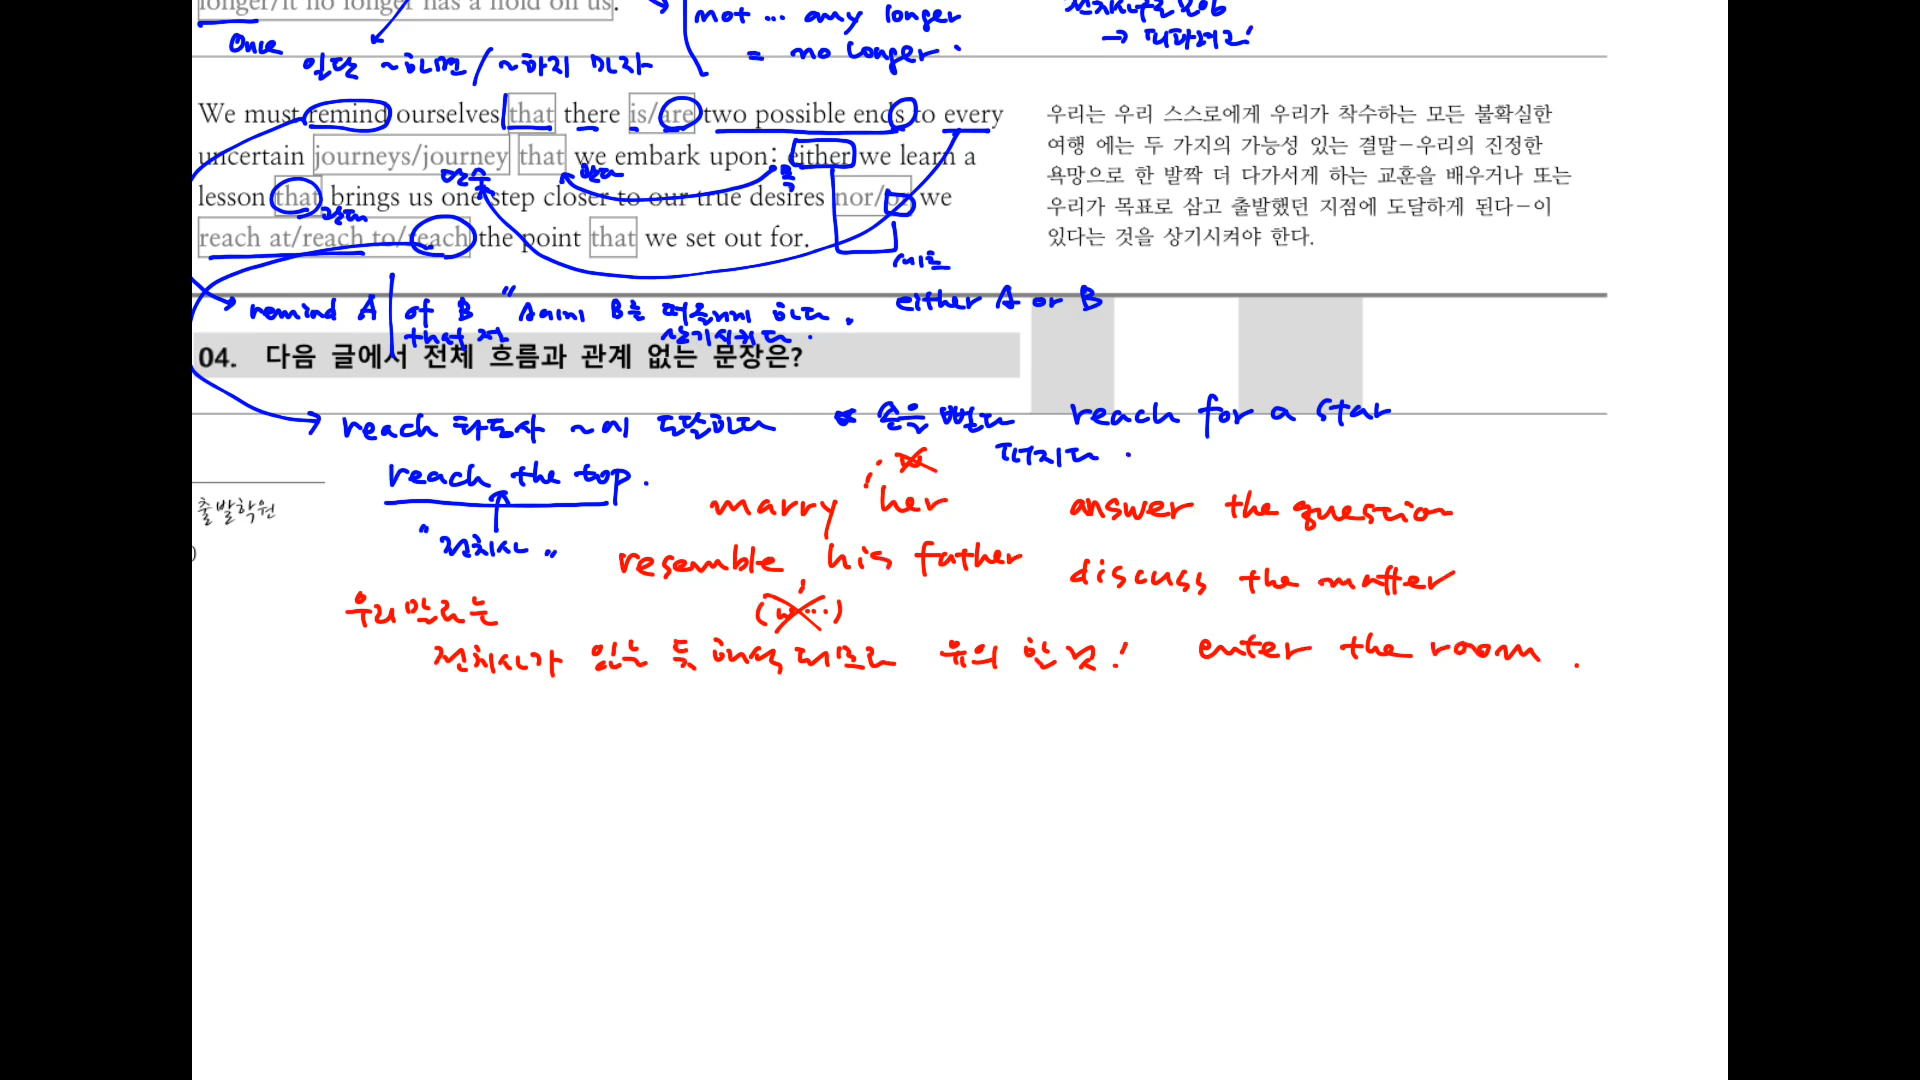 longer/it no longer has a hold on us.
not ... any longer
Once
= no longer.
일단 ~하면 / ~하지 마자
We must remind ourselves that there is/are two possible ends to every
uncertain journeys/journey that we embark upon: either we learn a
lesson that brings us one step closer to our true desires nor/or we
reach at/reach to/reach the point that we set out for.
우리는 우리 스스로에게 우리가 착수하는 모든 불확실한
여행 에는 두 가지의 가능성 있는 결말-우리의 진정한
욕망으로 한 발짝 더 다가서게 하는 교훈을 배우거나 또는
우리가 목표로 삼고 출발했던 지점에 도달하게 된다-이
있다는 것을 상기시켜야 한다.
단수
관대
remind A of B "A에게 B를 떠올리게 하다.
that 절 상기시키다.
either A or B
04. 다음 글에서 전체 흐름과 관계 없는 문장은?
→ reach 타동사 ~에 도달하다
손을 뻗다 reach for a star
reach the top.
"전치사"
출발학원
marry her
answer the question
resemble his father
discuss the matter
우리말로는
전치사가 있는 듯 해석되므로 유의 할 것!
enter the room.